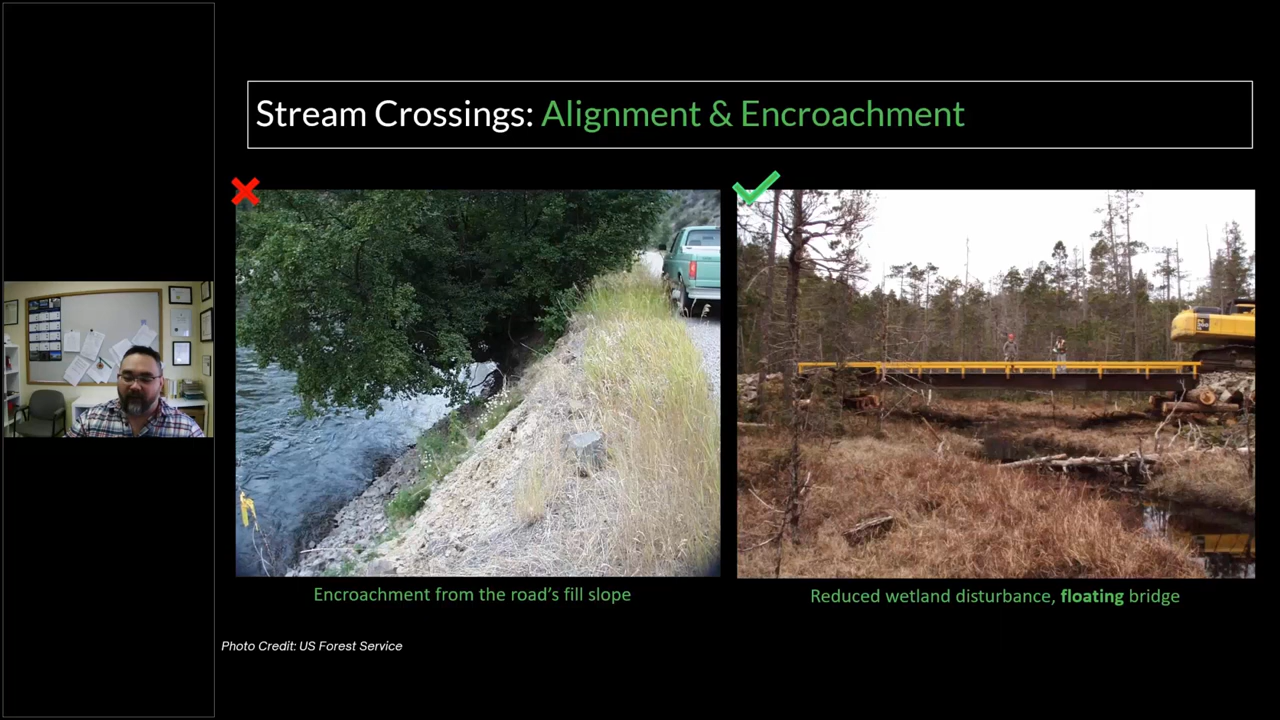 Stream Crossings: Alignment & Encroachment
Encroachment from the road's fill slope
Reduced wetland disturbance, floating bridge
Photo Credit: US Forest Service